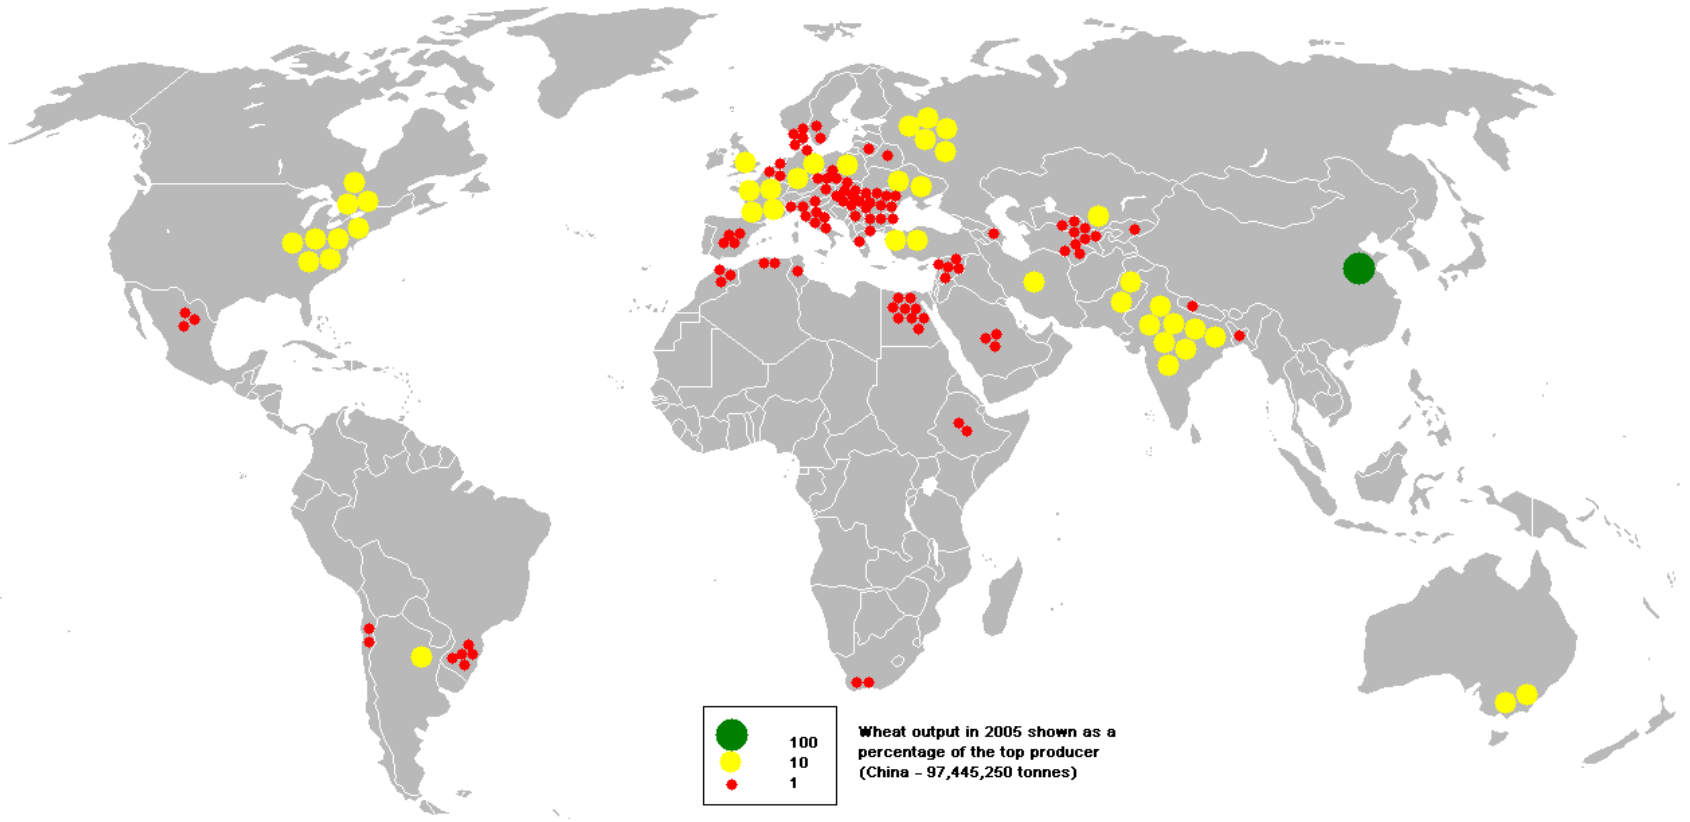 100
10
1
Wheat output in 2005 shown as a
percentage of the top producer
(China - 97,445,250 tonnes)